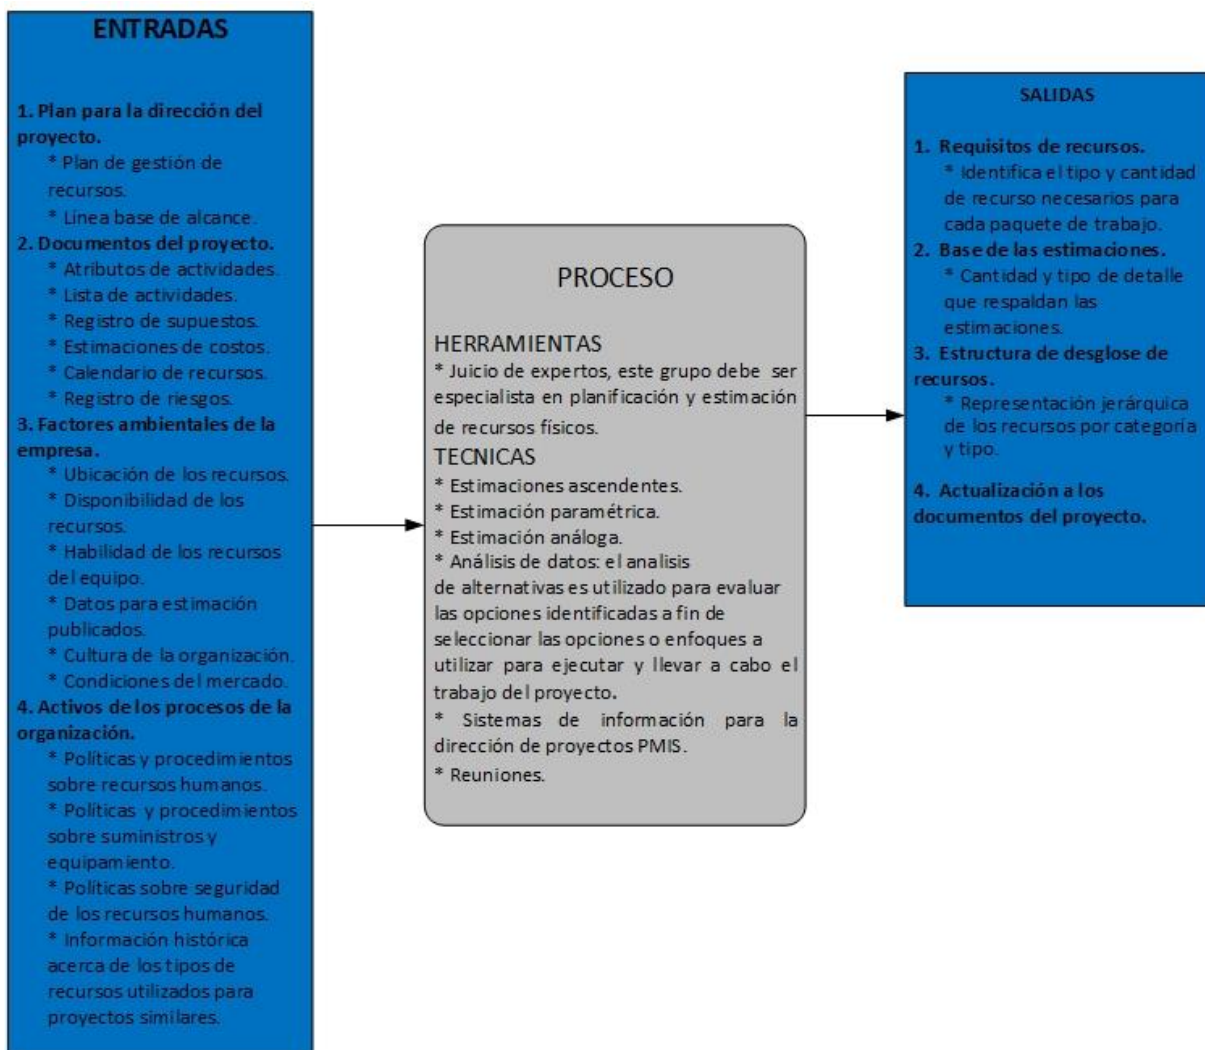 ENTRADAS
1. Plan para la dirección del
proyecto.
* Plan de gestión de
recursos.
* Línea base de alcance.
2. Documentos del proyecto.
* Atributos de actividades.
* Lista de actividades.
* Registro de supuestos.
* Estimaciones de costos.
* Calendario de recursos.
* Registro de riesgos.
3. Factores ambientales de la
empresa.
* Ubicación de los recursos.
* Disponibilidad de los
recursos.
* Habilidad de los recursos
del equipo.
* Datos para estimación
publicados.
* Cultura de la organización.
* Condiciones del mercado.
4. Activos de los procesos de la
organización.
* Políticas y procedimientos
sobre recursos humanos.
* Políticas y procedimientos
sobre suministros y
equipamiento.
* Políticas sobre seguridad
de los recursos humanos.
* Información histórica
acerca de los tipos de
recursos utilizados para
proyectos similares.
PROCESO
HERRAMIENTAS
* Juicio de expertos, este grupo debe ser
especialista en planificación y estimación
de recursos físicos.
TECNICAS
* Estimaciones ascendentes.
* Estimación paramétrica.
* Estimación análoga.
* Análisis de datos: el analisis
de alternativas es utilizado para evaluar
las opciones identificadas a fin de
seleccionar las opciones o enfoques a
utilizar para ejecutar y llevar a cabo el
trabajo del proyecto.
* Sistemas de información para la
dirección de proyectos PMIS.
* Reuniones.
SALIDAS
1. Requisitos de recursos.
* Identifica el tipo y cantidad
de recurso necesarios para
cada paquete de trabajo.
2. Base de las estimaciones.
* Cantidad y tipo de detalle
que respaldan las
estimaciones.
3. Estructura de desglose de
recursos.
* Representación jerárquica
de los recursos por categoría
y tipo.
4. Actualización a los
documentos del proyecto.